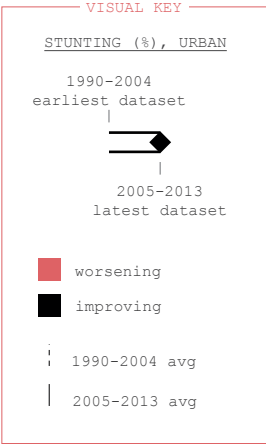 VISUAL KEY
STUNTING (%), URBAN
1990-2004
earliest dataset
2005-2013
latest dataset
worsening
improving
1990-2004 avg
2005-2013 avg